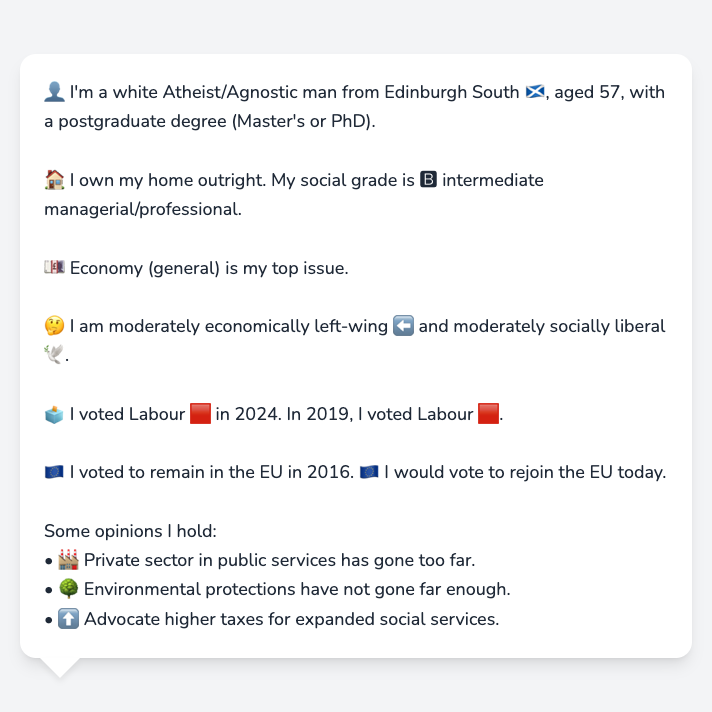 👤 I'm a white Atheist/Agnostic man from Edinburgh South 🏴󠁧󠁢󠁳󠁣󠁴󠁿, aged 57, with
a postgraduate degree (Master's or PhD).
🏠 I own my home outright. My social grade is 🅱 intermediate
managerial/professional.
💷 Economy (general) is my top issue.
🤔 I am moderately economically left-wing ⬅️ and moderately socially liberal
🕊️.
🗳️ I voted Labour 🟥 in 2024. In 2019, I voted Labour 🟥.
🇪🇺 I voted to remain in the EU in 2016. 🇪🇺 I would vote to rejoin the EU today.
Some opinions I hold:
• 🏭 Private sector in public services has gone too far.
• 🌳 Environmental protections have not gone far enough.
• ⬆️ Advocate higher taxes for expanded social services.